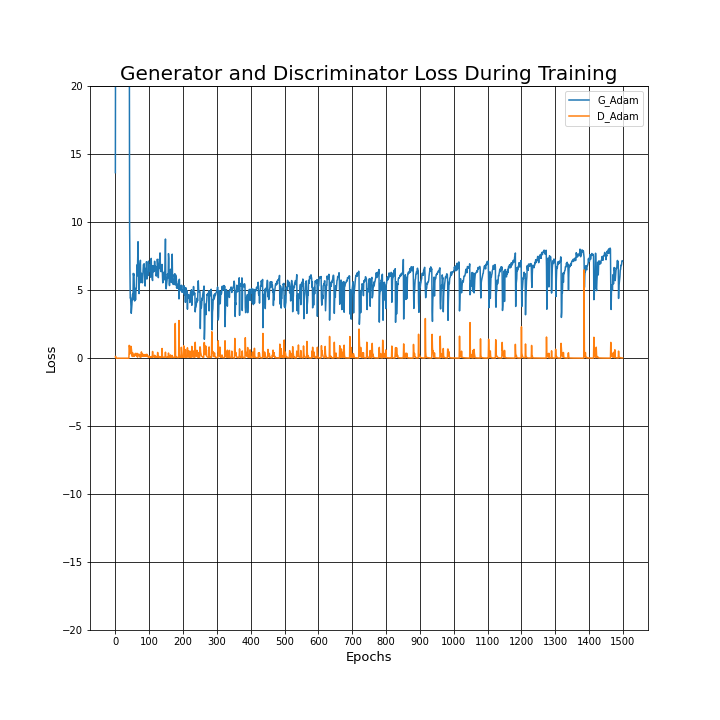 Generator and Discriminator Loss During Training
G_Adam
D_Adam
20
15
10
5
0
−5
−10
−15
−20
Loss
0 100 200 300 400 500 600 700 800 900 1000 1100 1200 1300 1400 1500
Epochs